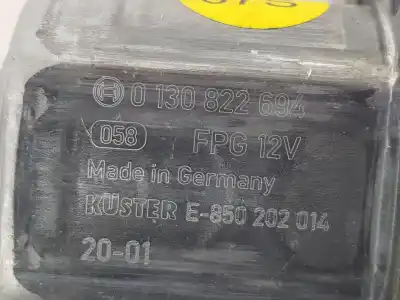 0 130 822 694
058 FPG 12V
Made in Germany
KÜSTER E-850 202 014
20-01